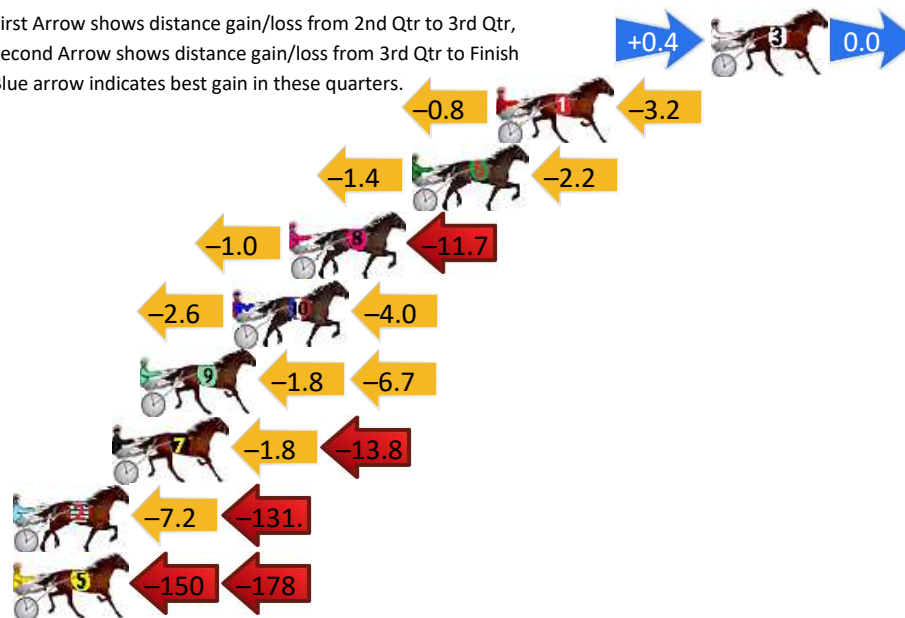 irst Arrow shows distance gain/loss from 2nd Qtr to 3rd Qtr,
econd Arrow shows distance gain/loss from 3rd Qtr to Finish
lue arrow indicates best gain in these quarters.
+0.4 3 0.0
−0.8 1 −3.2
−1.4 6 −2.2
−1.0 8 −11.7
−2.6 10 −4.0
9 −1.8 −6.7
7 −1.8 −13.8
2 −7.2 −131.
5 −150 −178